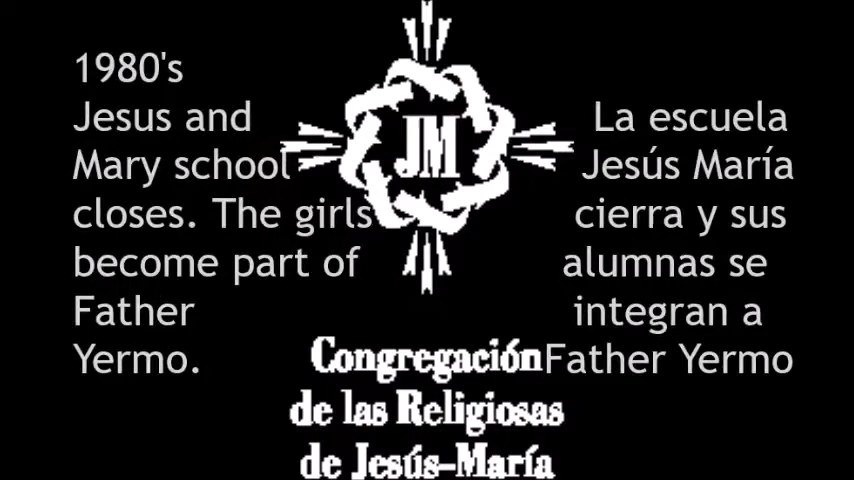 1980's
Jesus and
Mary school
closes. The girls
become part of
Father
Yermo.
JM
Congregación
de las Religiosas
de Jesús-María
La escuela
Jesús María
cierra y sus
alumnas se
integran a
Father Yermo